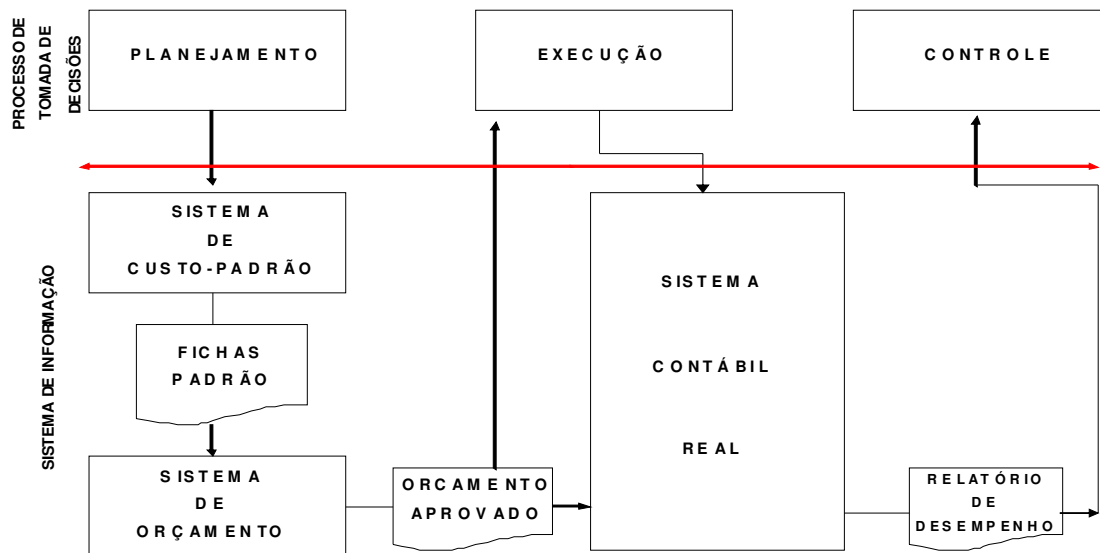 PROCESSO DE
TOMADA DE
DECISÕES
PLANEJAMENTO
EXECUÇÃO
CONTROLE
SISTEMA DE INFORMAÇÃO
SISTEMA
DE
CUSTO-PADRÃO
FICHAS
PADRÃO
SISTEMA
DE
ORÇAMENTO
ORCAMENTO
APROVADO
SISTEMA
CONTÁBIL
REAL
RELATÓRIO
DE
DESEMPENHO